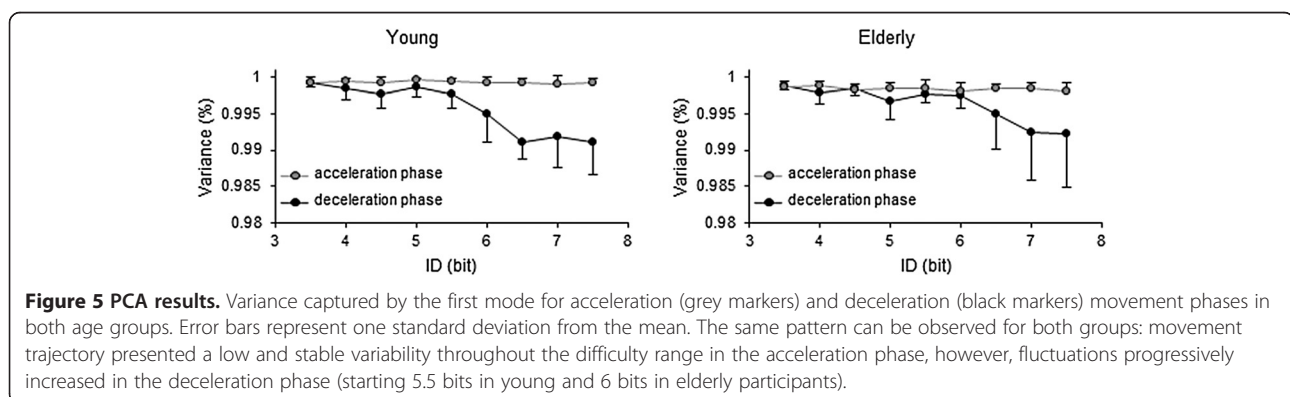 Young
Elderly
1
0.995
0.99
0.985
0.98
Variance (%)
acceleration phase
deceleration phase
3 4 5 6 7 8
ID (bit)
1
0.995
0.99
0.985
0.98
Variance (%)
acceleration phase
deceleration phase
3 4 5 6 7 8
ID (bit)
Figure 5 PCA results. Variance captured by the first mode for acceleration (grey markers) and deceleration (black markers) movement phases in
both age groups. Error bars represent one standard deviation from the mean. The same pattern can be observed for both groups: movement
trajectory presented a low and stable variability throughout the difficulty range in the acceleration phase, however, fluctuations progressively
increased in the deceleration phase (starting 5.5 bits in young and 6 bits in elderly participants).